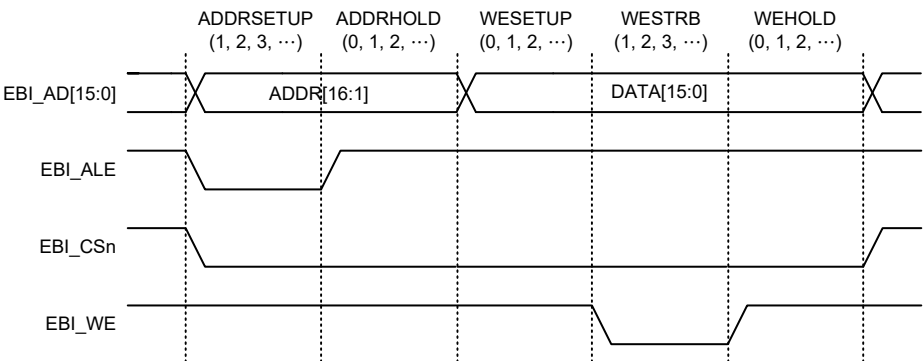 ADDRSETUP ADDRHOLD WESETUP WESTRB WEHOLD
(1, 2, 3, ⋯) (0, 1, 2, ⋯) (0, 1, 2, ⋯) (1, 2, 3, ⋯) (0, 1, 2, ⋯)
EBI_AD[15:0] ADDR[16:1] DATA[15:0]
EBI_ALE
EBI_CSn
EBI_WE